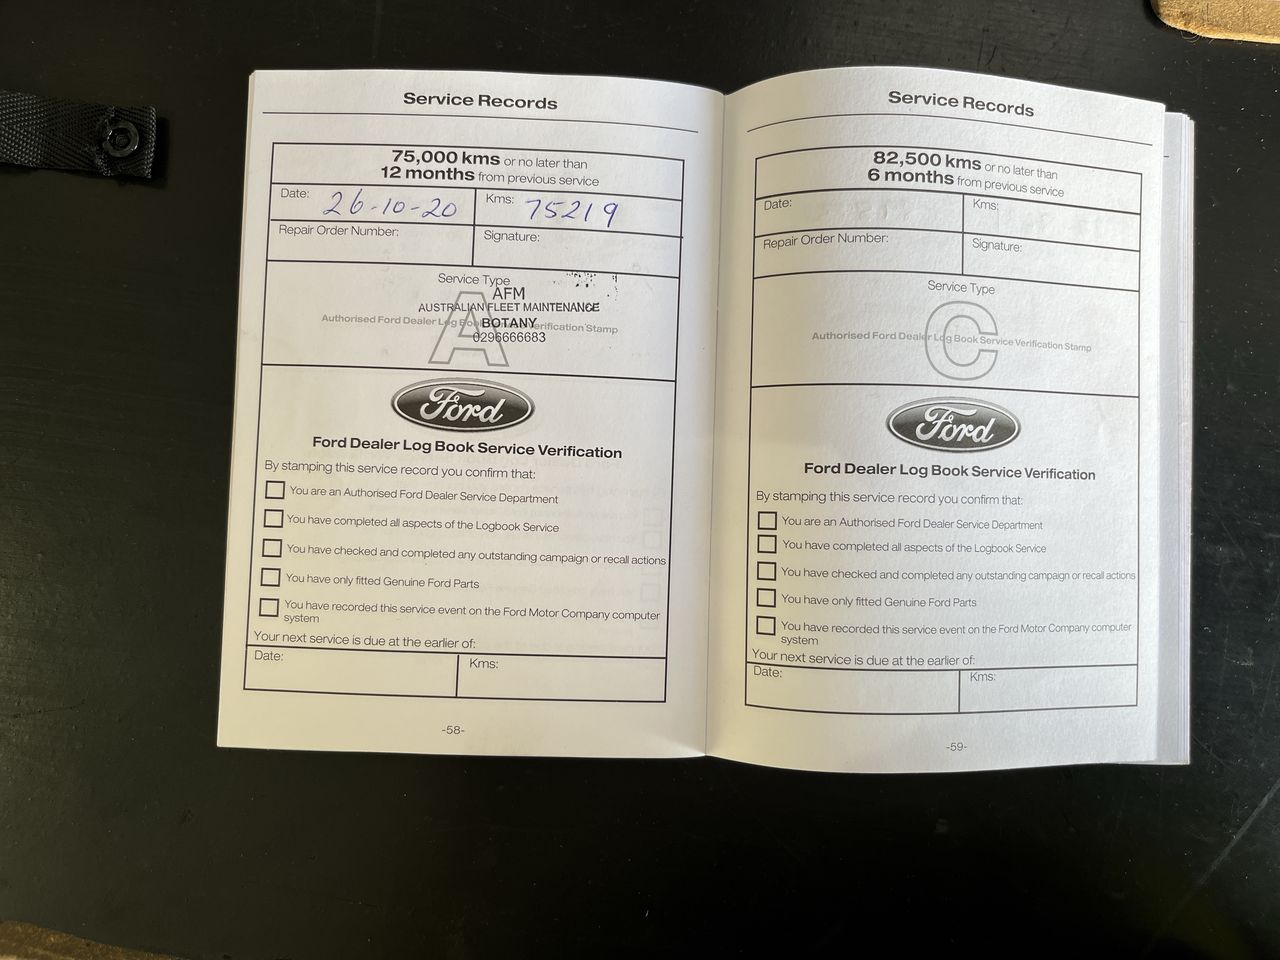 Service Records
75,000 kms or no later than
12 months from previous service
Date: 26-10-20
Kms: 75219
Repair Order Number:
Signature:
Service Type
A
AFM
AUSTRALIAN FLEET MAINTENANCE
Authorised Ford Dealer Log Book Service Verification Stamp
BOTANY
0296666683
Ford
Ford Dealer Log Book Service Verification
By stamping this service record you confirm that:
You are an Authorised Ford Dealer Service Department
You have completed all aspects of the Logbook Service
You have checked and completed any outstanding campaign or recall actions
You have only fitted Genuine Ford Parts
You have recorded this service event on the Ford Motor Company computer
system
Your next service is due at the earlier of:
Date:
Kms:
-58-
Service Records
82,500 kms or no later than
6 months from previous service
Date:
Kms:
Repair Order Number:
Signature:
Service Type
C
Authorised Ford Dealer Log Book Service Verification Stamp
Ford
Ford Dealer Log Book Service Verification
By stamping this service record you confirm that:
You are an Authorised Ford Dealer Service Department
You have completed all aspects of the Logbook Service
You have checked and completed any outstanding campaign or recall actions
You have only fitted Genuine Ford Parts
You have recorded this service event on the Ford Motor Company computer
system
Your next service is due at the earlier of:
Date:
Kms:
-59-